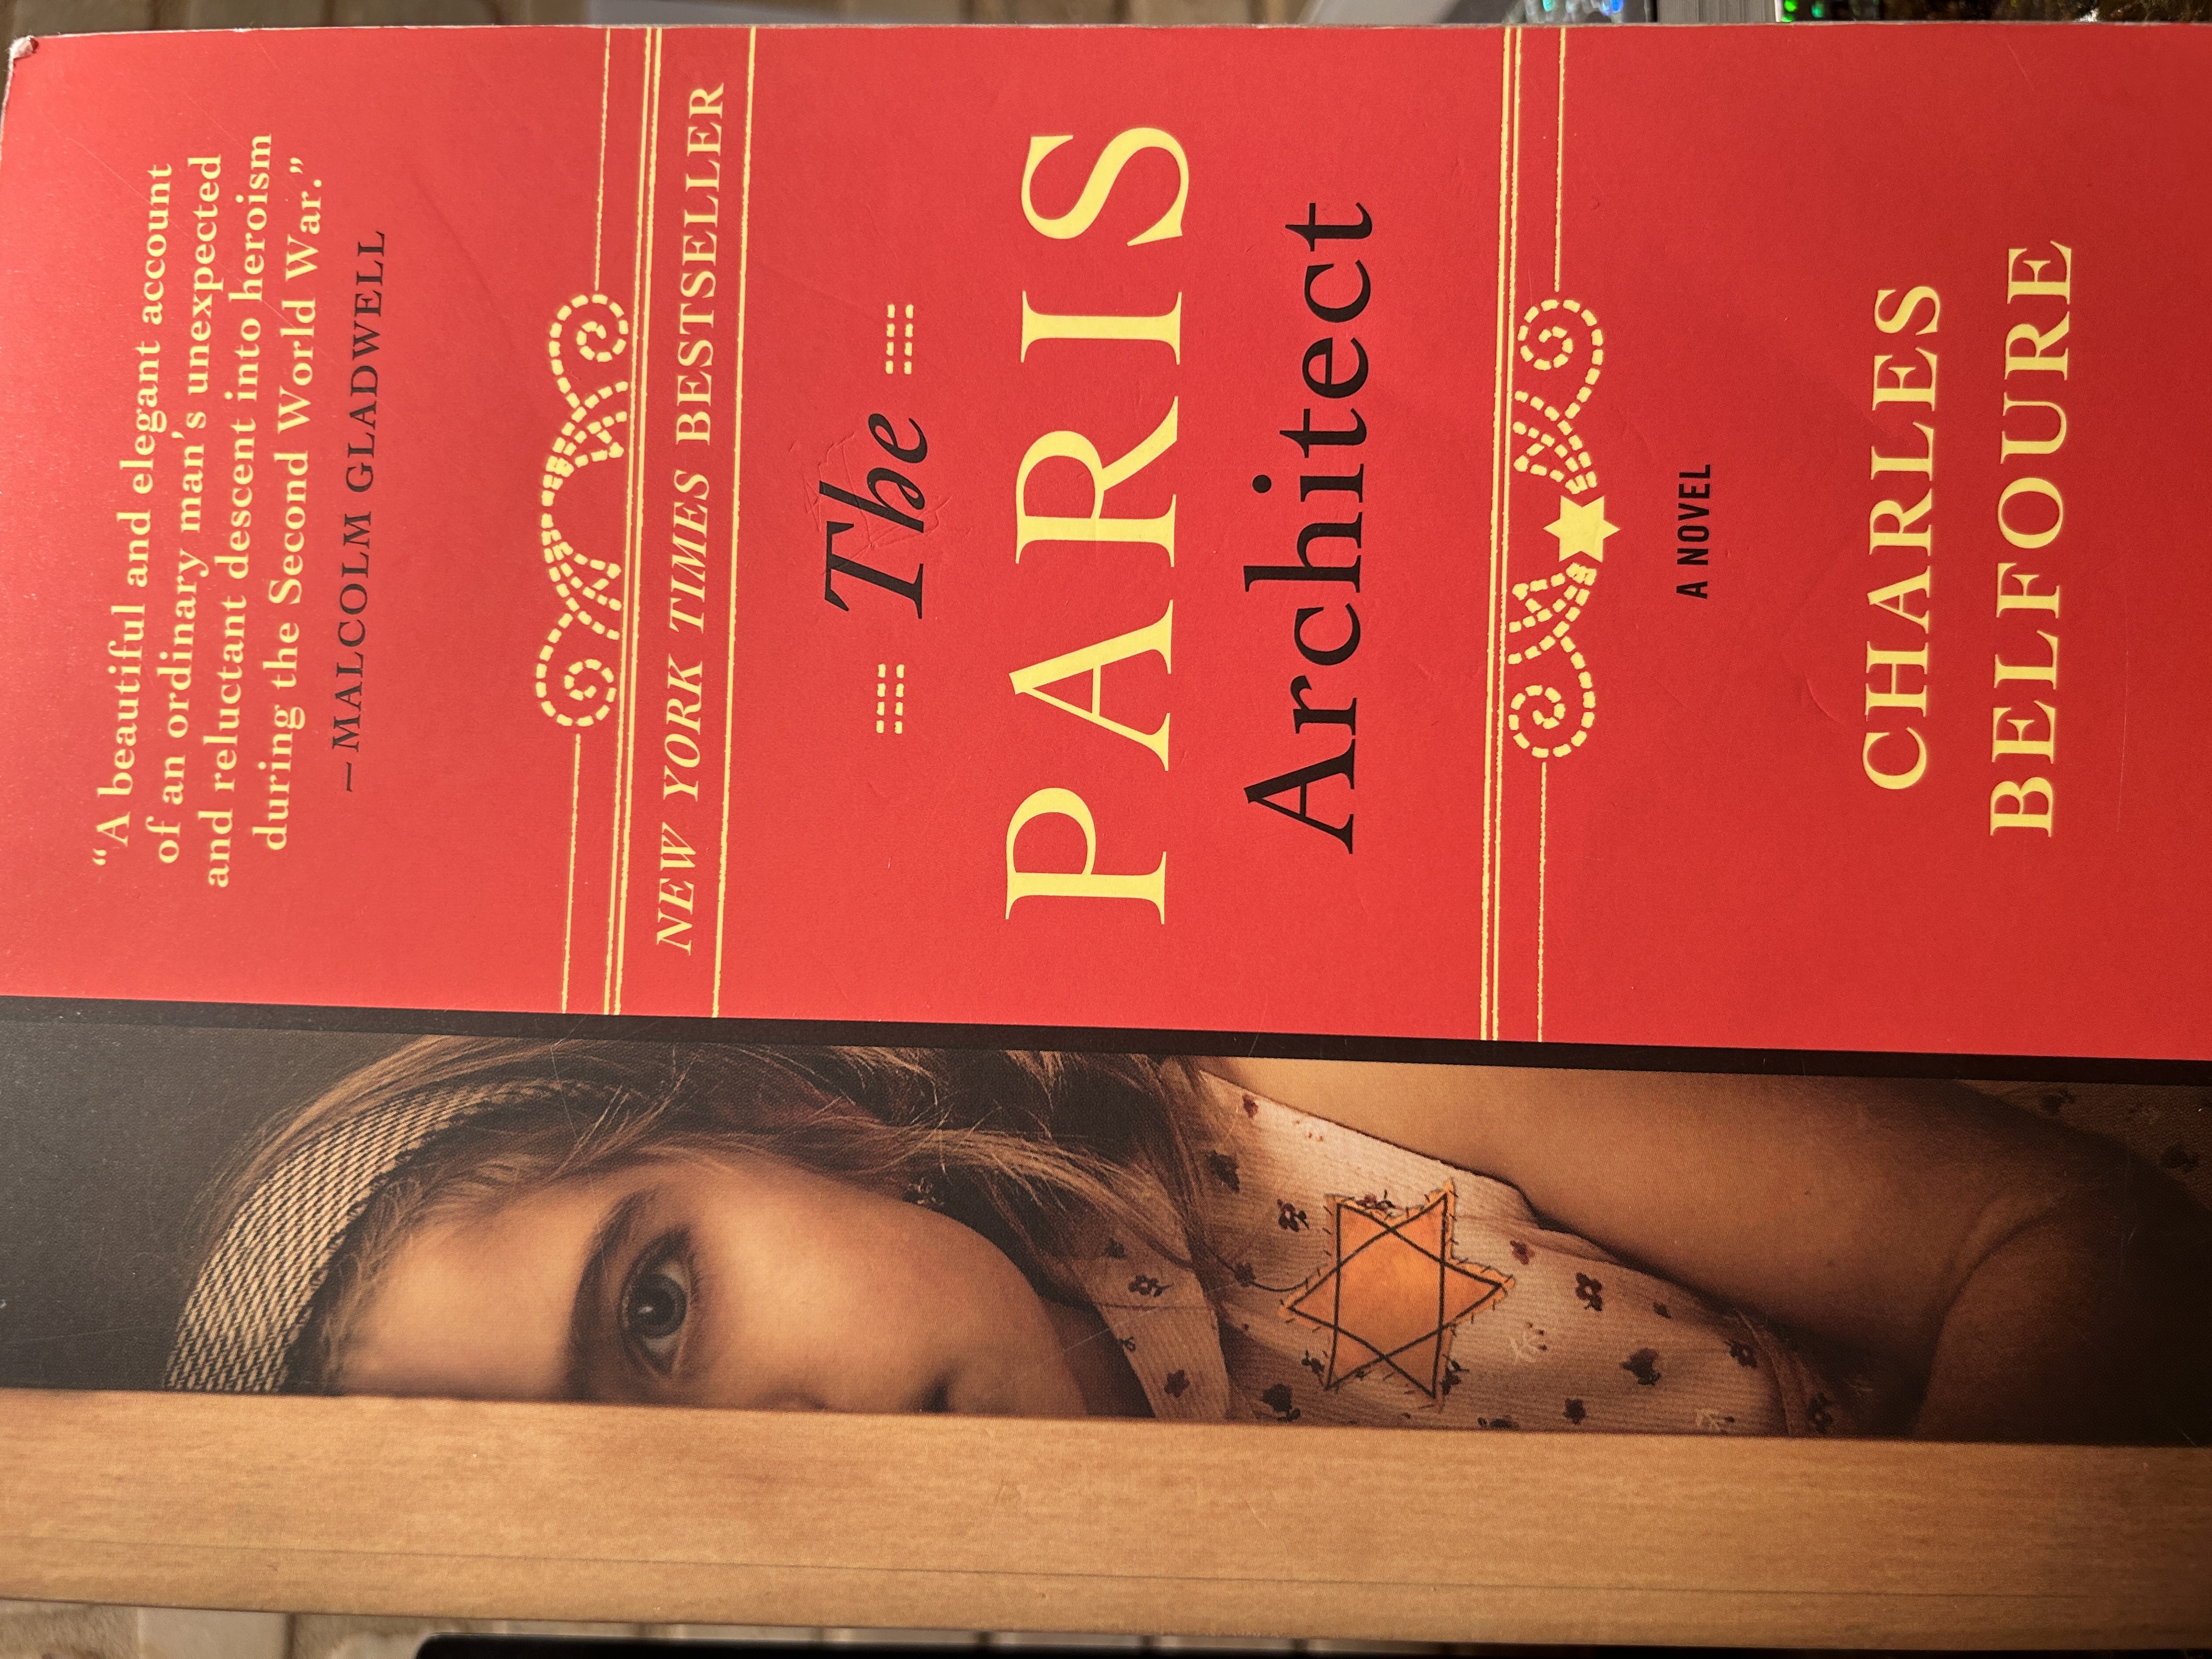 “A beautiful and elegant account
of an ordinary man’s unexpected
and reluctant descent into heroism
during the Second World War.”
—MALCOLM GLADWELL
NEW YORK TIMES BESTSELLER
The
PARIS
Architect
A NOVEL
CHARLES
BELFOURE